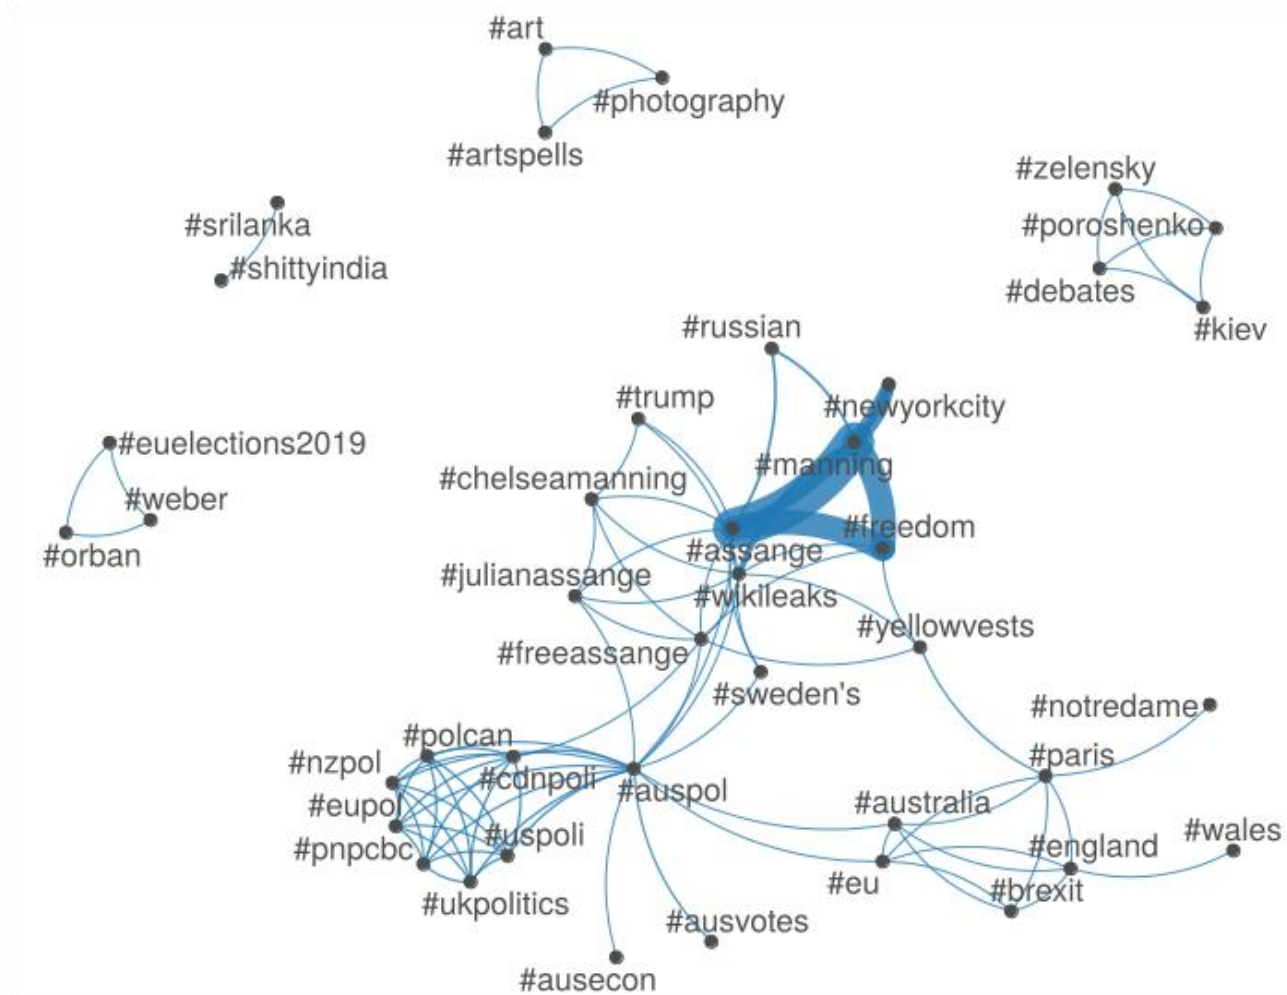 #art
#photography
#artspells
#zelensky
#srilanka
#poroshenko
#shittyindia
#debates
#kiev
#russian
#trump
#newyorkcity
#euelections2019
#manning
#chelseamanning
#weber
#freedom
#orban
#assange
#julianassange
#wikileaks
#yellowvests
#freeassange
#sweden's
#notredame
#polcan
#paris
#nzpol
#cdnpoli
#auspol
#eupol
#australia
#uspoli
#wales
#pnpcbc
#england
#eu
#brexit
#ukpolitics
#ausvotes
#ausecon